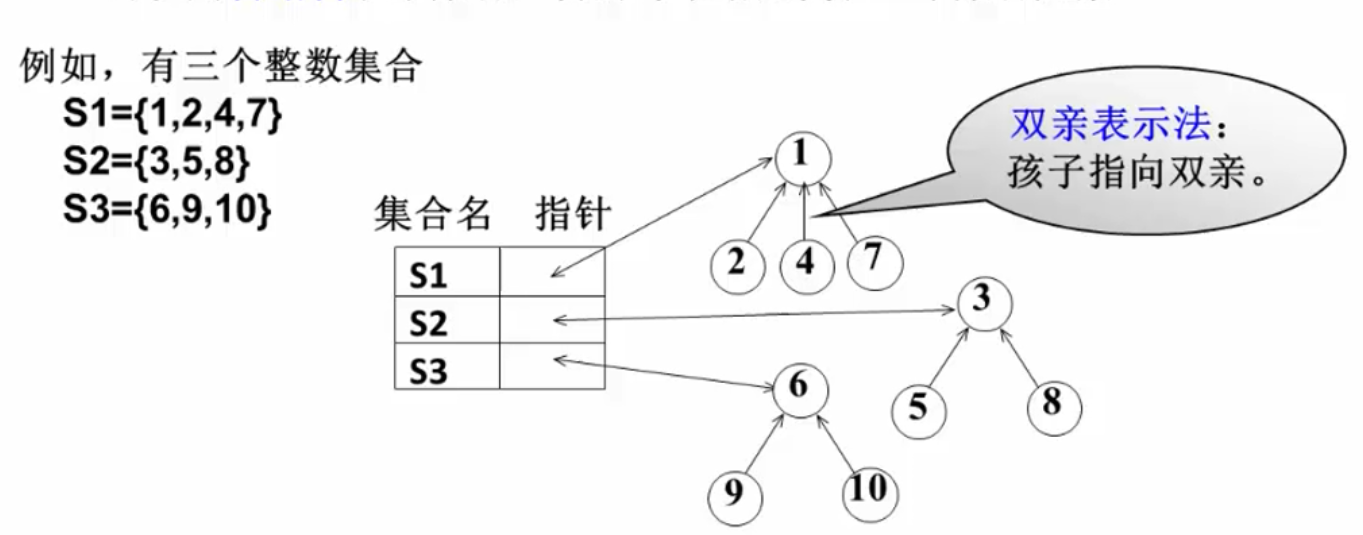 例如，有三个整数集合
S1={1,2,4,7}
S2={3,5,8}
S3={6,9,10}
集合名 指针
S1
S2
S3
双亲表示法：
孩子指向双亲。
1
2 4 7
3
5 8
6
9 10